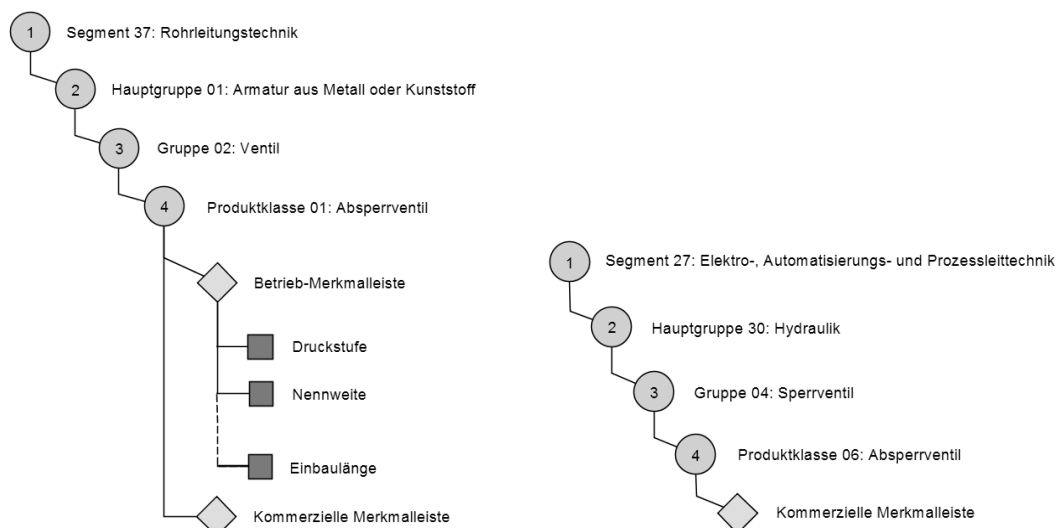 1
Segment 37: Rohrleitungstechnik
2
Hauptgruppe 01: Armatur aus Metall oder Kunststoff
3
Gruppe 02: Ventil
4
Produktklasse 01: Absperrventil
Betrieb-Merkmalleiste
Druckstufe
Nennweite
Einbaulänge
Kommerzielle Merkmalleiste
1
Segment 27: Elektro-, Automatisierungs- und Prozessleittechnik
2
Hauptgruppe 30: Hydraulik
3
Gruppe 04: Sperrventil
4
Produktklasse 06: Absperrventil
Kommerzielle Merkmalleiste